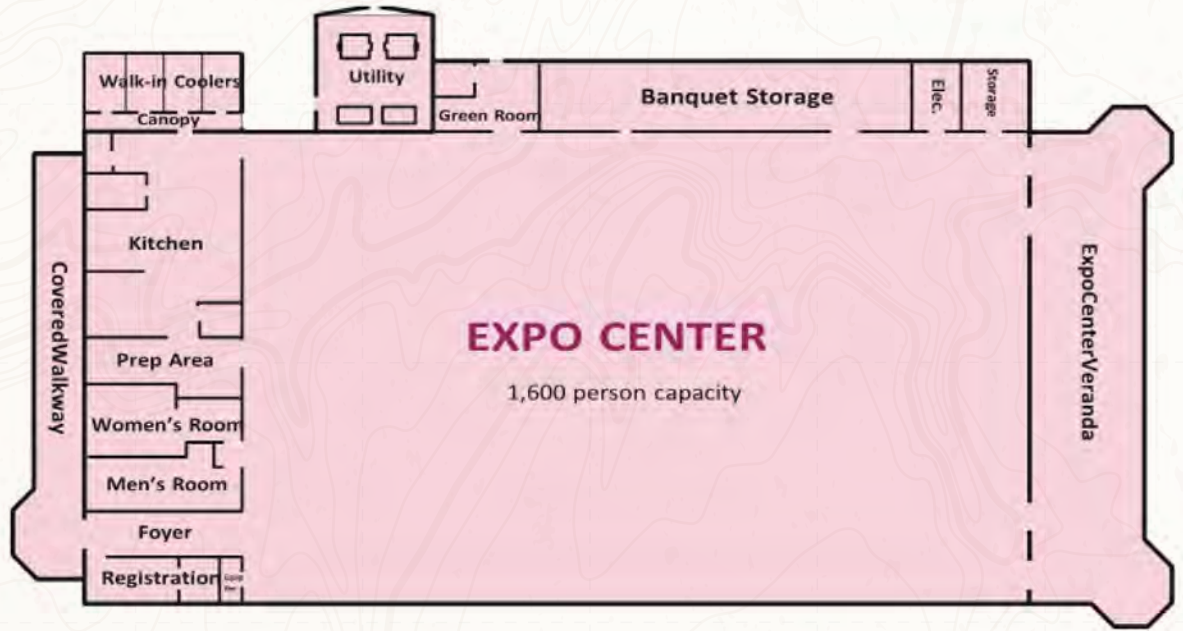 Walk-in Coolers
Canopy
Utility
Green Room
Banquet Storage
Elec.
Storage
Kitchen
CoveredWalkway
Prep Area
Women's Room
Men's Room
Foyer
Registration
EXPO CENTER
1,600 person capacity
ExpoCenterVeranda